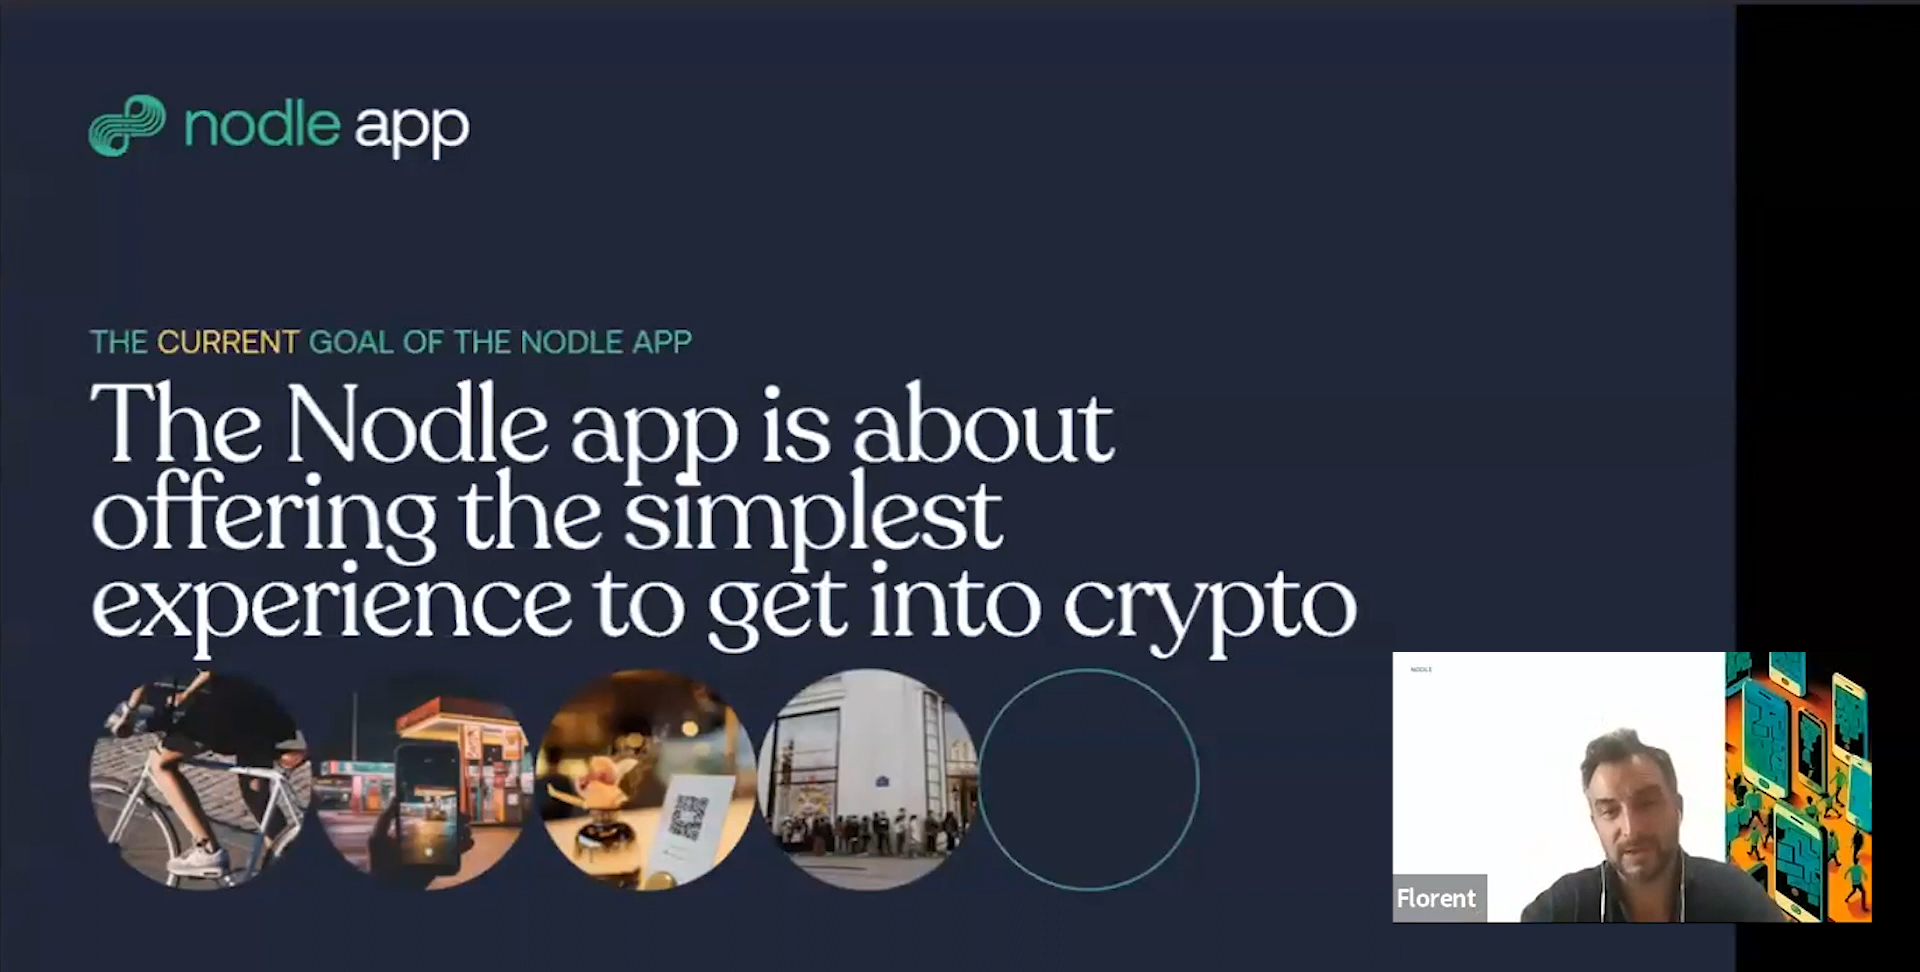 nodle app
THE CURRENT GOAL OF THE NODLE APP
The Nodle app is about
offering the simplest
experience to get into crypto
NODLE
Florent